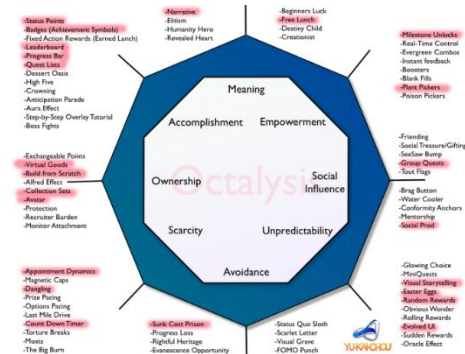 -Narrative
-Elitism
-Humanity Hero
-Revealed Heart
-Beginners Luck
-Free Lunch
-Destiny Child
-Creationist
-Status Points
-Badges (Achievement Symbols)
-Fixed Action Rewards (Earned Lunch)
-Leaderboard
-Progress Bar
-Quest Lists
-Dessert Oasis
-High Five
-Crowning
-Anticipation Parade
-Aura Effect
-Step-by-Step Overlay Tutorial
-Boss Fights
-Milestone Unlocks
-Real-Time Control
-Evergreen Combos
-Instant feedback
-Boosters
-Blank Fills
-Plant Pickers
-Poison Pickers
Meaning
Accomplishment
Empowerment
Octalysis
Ownership
Social
Influence
Scarcity
Unpredictability
Avoidance
-Exchangeable Points
-Virtual Goods
-Build from Scratch
-Alfred Effect
-Collection Sets
-Avatar
-Protection
-Recruiter Burden
-Monitor Attachment
-Friending
-Social Treasure/Gifting
-SeeSaw Bump
-Group Quests
-Tout Flags
-Brag Button
-Water Cooler
-Conformity Anchors
-Mentorship
-Social Prod
-Appointment Dynamics
-Magnetic Caps
-Dangling
-Prize Pacing
-Options Pacing
-Last Mile Drive
-Count Down Timer
-Torture Breaks
-Moats
-The Big Burn
-Sunk Cost Prison
-Progress Loss
-Rightful Heritage
-Evanescence Opportunity
-Status Quo Sloth
-Scarlet Letter
-Visual Grave
-FOMO Punch
-Glowing Choice
-MiniQuests
-Visual Storytelling
-Easter Eggs
-Random Rewards
-Obvious Wonder
-Rolling Rewards
-Evolved UI
-Sudden Rewards
-Oracle Effect
YUKAICHOU